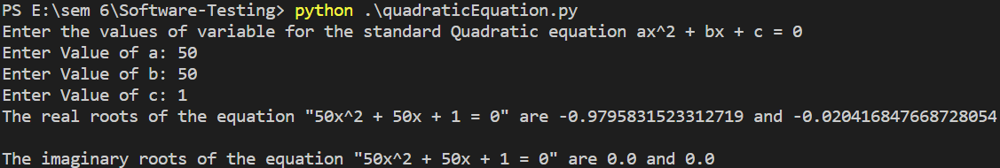 PS E:\sem 6\Software-Testing> python .\quadraticEquation.py
Enter the values of variable for the standard Quadratic equation ax^2 + bx + c = 0
Enter Value of a: 50
Enter Value of b: 50
Enter Value of c: 1
The real roots of the equation "50x^2 + 50x + 1 = 0" are -0.9795831523312719 and -0.020416847668728054
The imaginary roots of the equation "50x^2 + 50x + 1 = 0" are 0.0 and 0.0